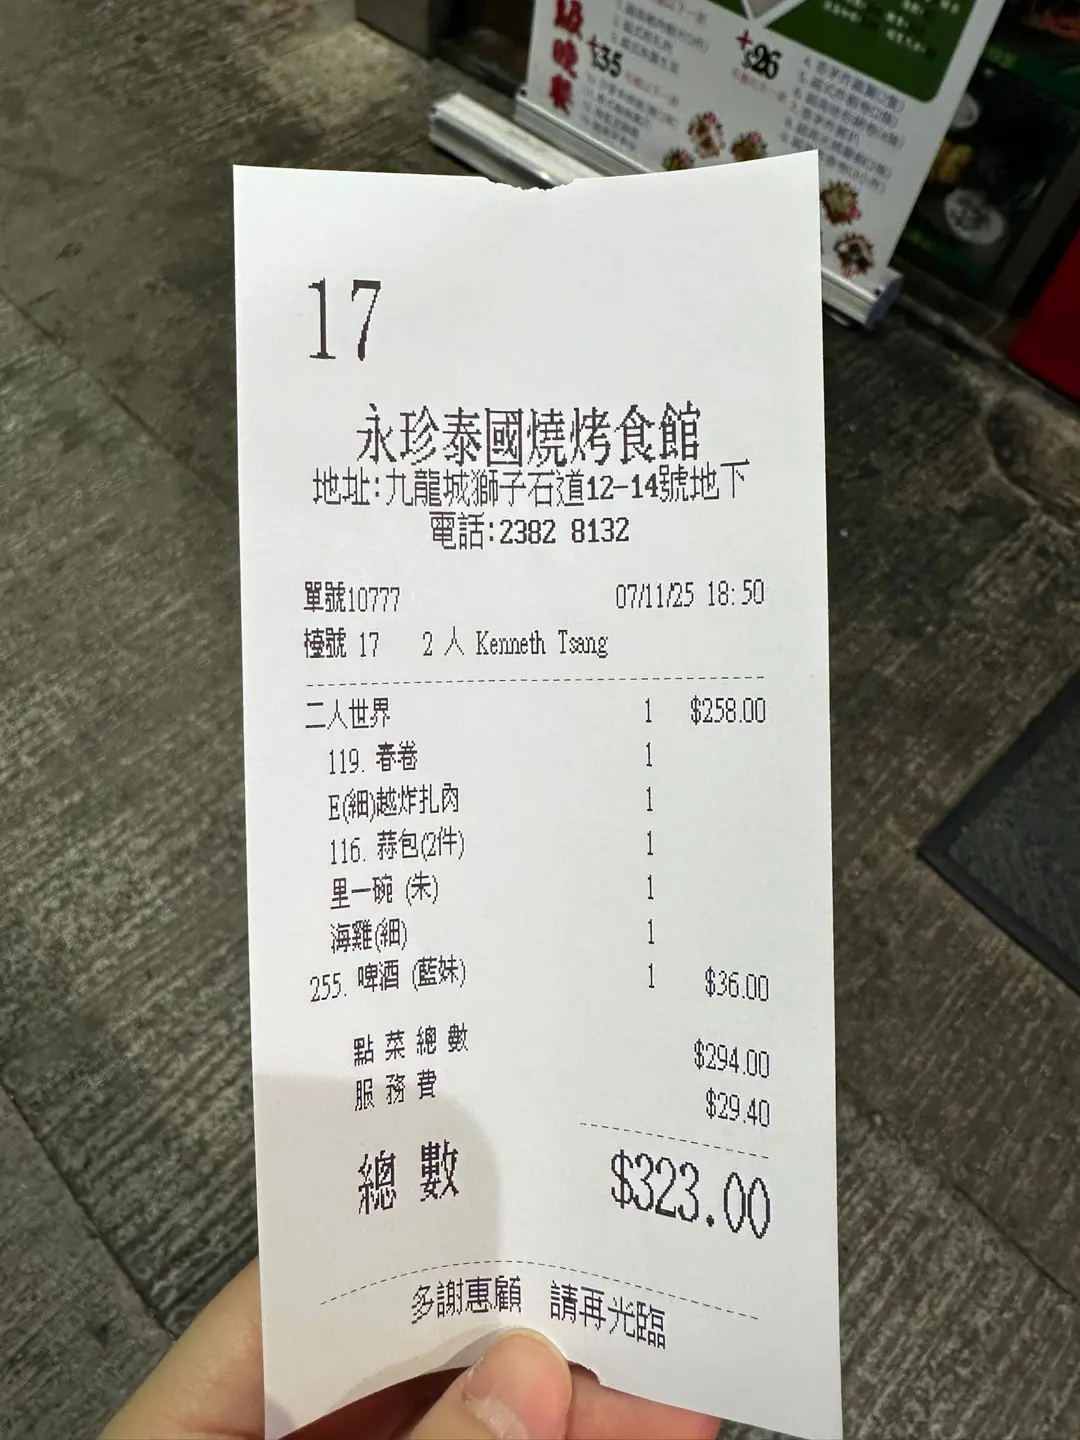 級晚餐
+$35
+$26
17
永珍泰國燒烤食館
地址:九龍城獅子石道12-14號地下
電話:2382 8132
單號10777 07/11/25 18:50
檯號 17 2 人 Kenneth Tsang
二人世界 1 $258.00
119. 春卷 1
E(細)越炸扎肉 1
116. 蒜包(2件) 1
里一碗 (朱) 1
海雞(細) 1
255. 啤酒 (藍妹) 1 $36.00
點菜總數 $294.00
服務費 $29.40
總數 $323.00
多謝惠顧 請再光臨